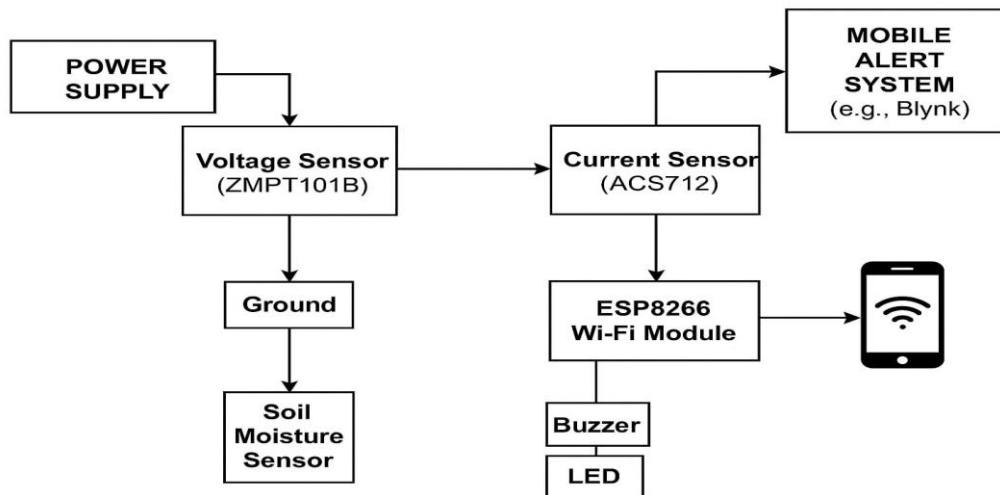 POWER
SUPPLY
MOBILE
ALERT
SYSTEM
(e.g., Blynk)
Voltage Sensor
(ZMPT101B)
Current Sensor
(ACS712)
Ground
ESP8266
Wi-Fi Module
Soil
Moisture
Sensor
Buzzer
LED